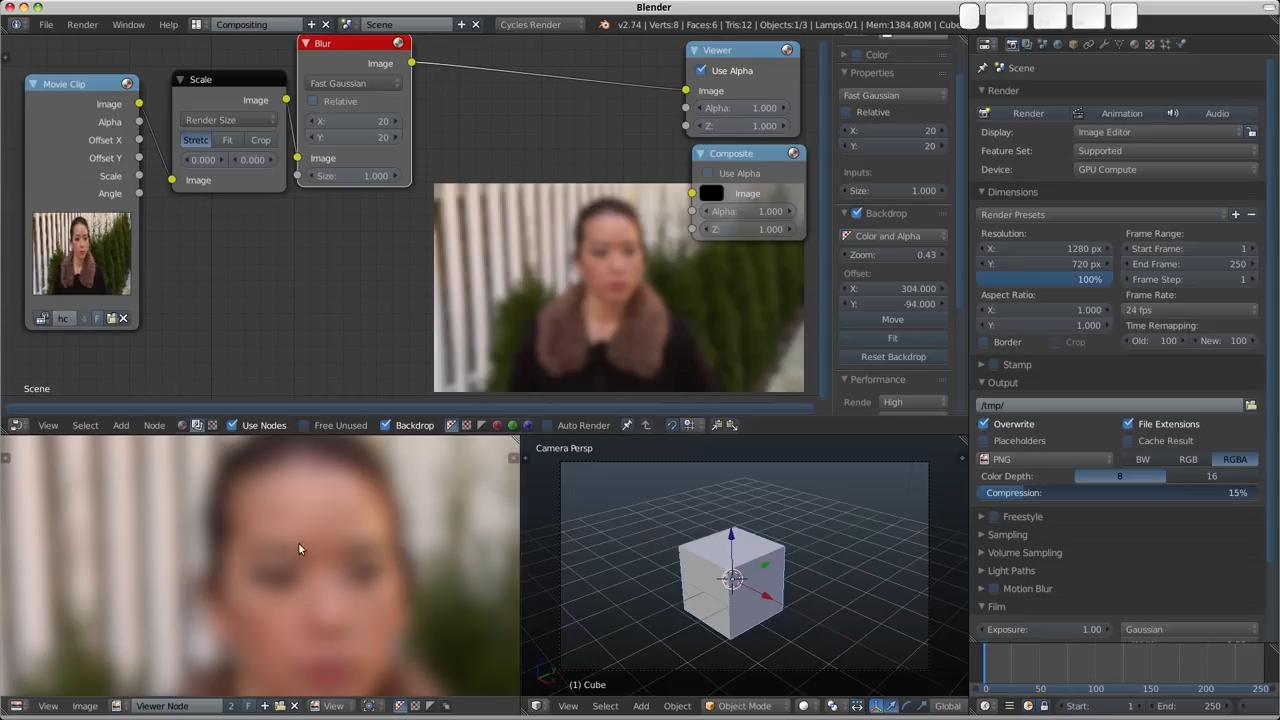 Blender
File Render Window Help Compositing Scene Cycles Render v2.74 | Verts:8 | Faces:6 | Tris:12 | Objects:1/3 | Lamps:0/1 | Mem:1384.80M | Cube
Movie Clip
Image
Alpha
Offset X
Offset Y
Scale
Angle
hc 4 F
Scale
Image
Render Size
Stretc Fit Crop
0.000 0.000
Image
Blur
Image
Fast Gaussian
Relative
X: 20
Y: 20
Image
Size: 1.000
Viewer
Use Alpha
Image
Alpha: 1.000
Z: 1.000
Composite
Use Alpha
Image
Alpha: 1.000
Z: 1.000
Scene
Color
Properties
Fast Gaussian
Relative
X: 20
Y: 20
Inputs:
Size: 1.000
Backdrop
Color and Alpha
Zoom: 0.43
Offset:
X: 304.000
Y: -94.000
Move
Fit
Reset Backdrop
Performance
Rende High
View Select Add Node Use Nodes Free Unused Backdrop Auto Render
View Image Viewer Node 2 F View
Camera Persp
(1) Cube
View Select Add Object Object Mode Global
Scene
Render
Render Animation Audio
Display: Image Editor
Feature Set: Supported
Device: GPU Compute
Dimensions
Render Presets
Resolution: Frame Range:
X: 1280 px Start Frame: 1
Y: 720 px End Frame: 250
100% Frame Step: 1
Aspect Ratio: Frame Rate:
X: 1.000 24 fps
Y: 1.000 Time Remapping:
Border Crop Old: 100 New: 100
Stamp
Output
/tmp/
Overwrite File Extensions
Placeholders Cache Result
PNG BW RGB RGBA
Color Depth: 8 16
Compression: 15%
Freestyle
Sampling
Volume Sampling
Light Paths
Motion Blur
Film
Exposure: 1.00 Gaussian
0 50 100 150 200 250
Start: 1 End: 250